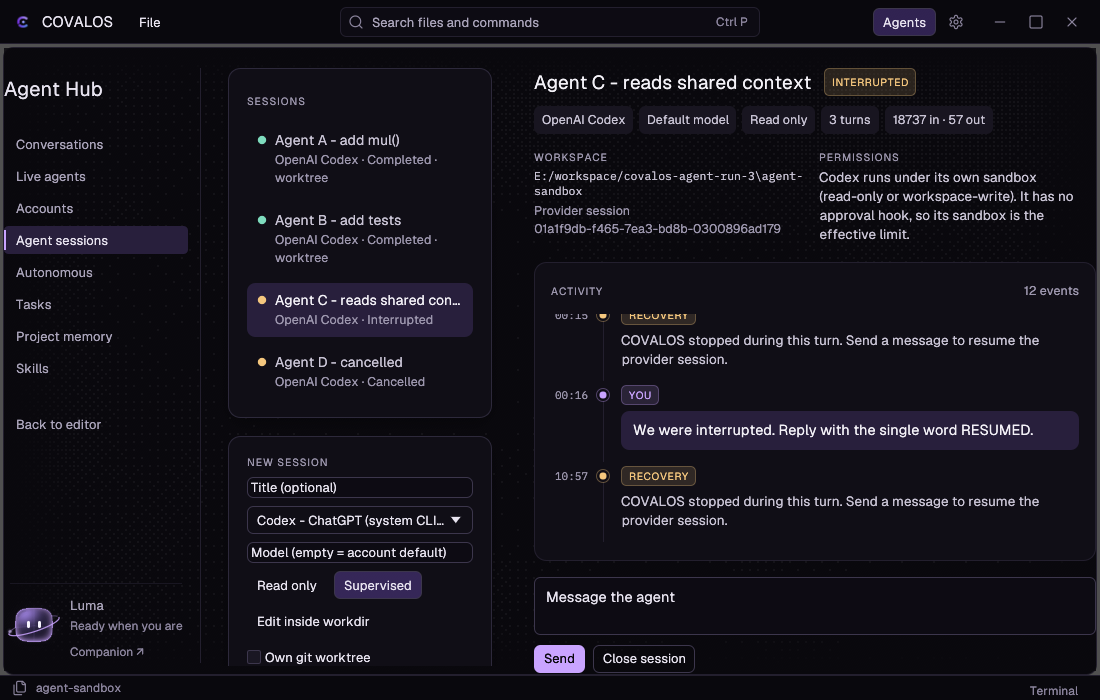 COVALOS File Search files and commands Ctrl P Agents
Agent Hub
Conversations
Live agents
Accounts
Agent sessions
Autonomous
Tasks
Project memory
Skills
Back to editor
Luma
Ready when you are
Companion ↗
SESSIONS
Agent A - add mul()
OpenAI Codex · Completed ·
worktree
Agent B - add tests
OpenAI Codex · Completed ·
worktree
Agent C - reads shared con…
OpenAI Codex · Interrupted
Agent D - cancelled
OpenAI Codex · Cancelled
NEW SESSION
Title (optional)
Codex - ChatGPT (system CLI…
Model (empty = account default)
Read only Supervised
Edit inside workdir
Own git worktree
Agent C - reads shared context INTERRUPTED
OpenAI Codex Default model Read only 3 turns 18737 in · 57 out
WORKSPACE
E:/workspace/covalos-agent-run-3\agent-
sandbox
Provider session
01a1f9db-f465-7ea3-bd8b-0300896ad179
PERMISSIONS
Codex runs under its own sandbox
(read-only or workspace-write). It has no
approval hook, so its sandbox is the
effective limit.
ACTIVITY 12 events
00:15 RECOVERY
COVALOS stopped during this turn. Send a message to resume the
provider session.
00:16 YOU
We were interrupted. Reply with the single word RESUMED.
10:57 RECOVERY
COVALOS stopped during this turn. Send a message to resume the
provider session.
Message the agent
Send Close session
agent-sandbox Terminal